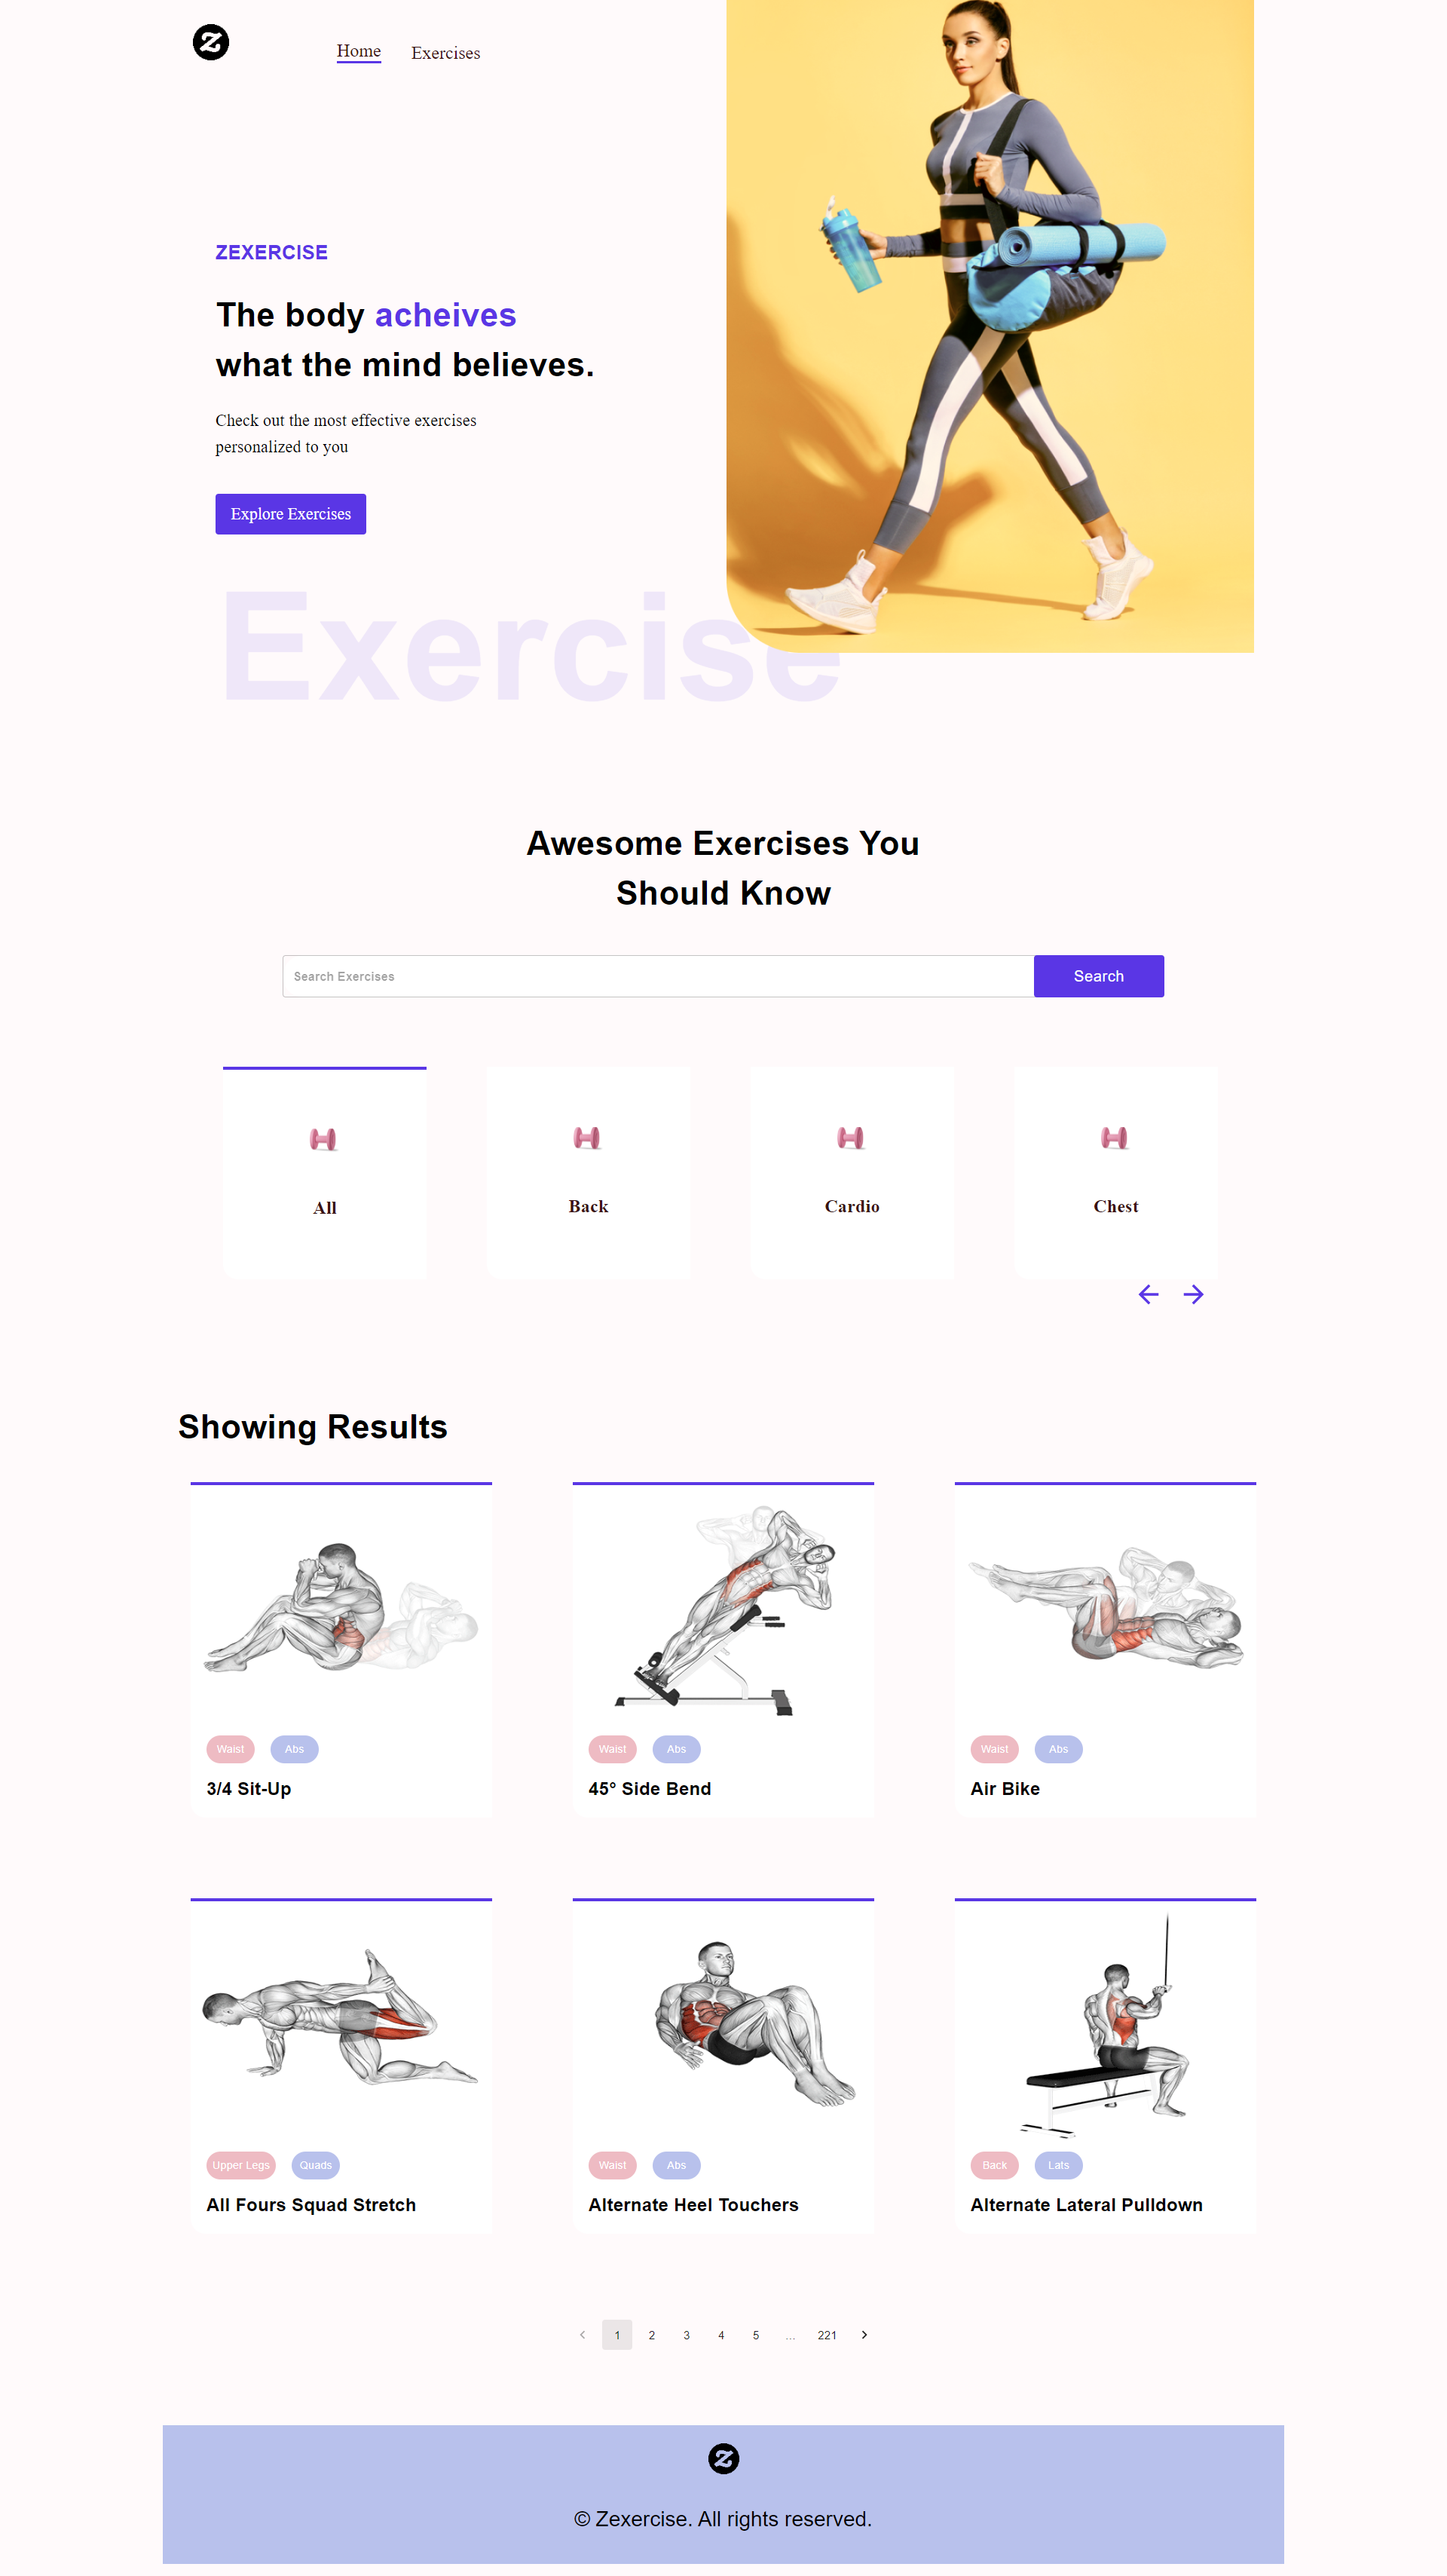 Z
Home
Exercises
ZEXERCISE
The body acheives
what the mind believes.
Check out the most effective exercises
personalized to you
Explore Exercises
Exercise
Awesome Exercises You
Should Know
Search Exercises
Search
All
Back
Cardio
Chest
Showing Results
Waist
Abs
3/4 Sit-Up
Waist
Abs
45° Side Bend
Waist
Abs
Air Bike
Upper Legs
Quads
All Fours Squad Stretch
Waist
Abs
Alternate Heel Touchers
Back
Lats
Alternate Lateral Pulldown
1 2 3 4 5 ... 221
Z
© Zexercise. All rights reserved.